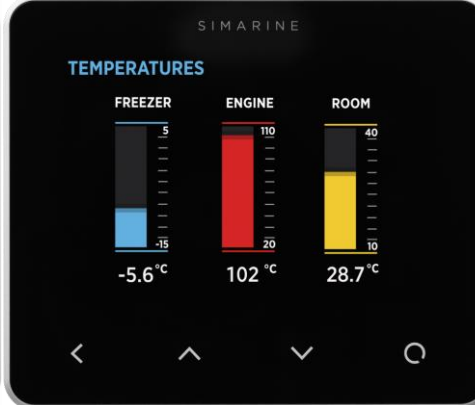 SIMARINE
TEMPERATURES
FREEZER ENGINE ROOM
5 110 40
-15 20 10
-5.6°C 102 °C 28.7°C